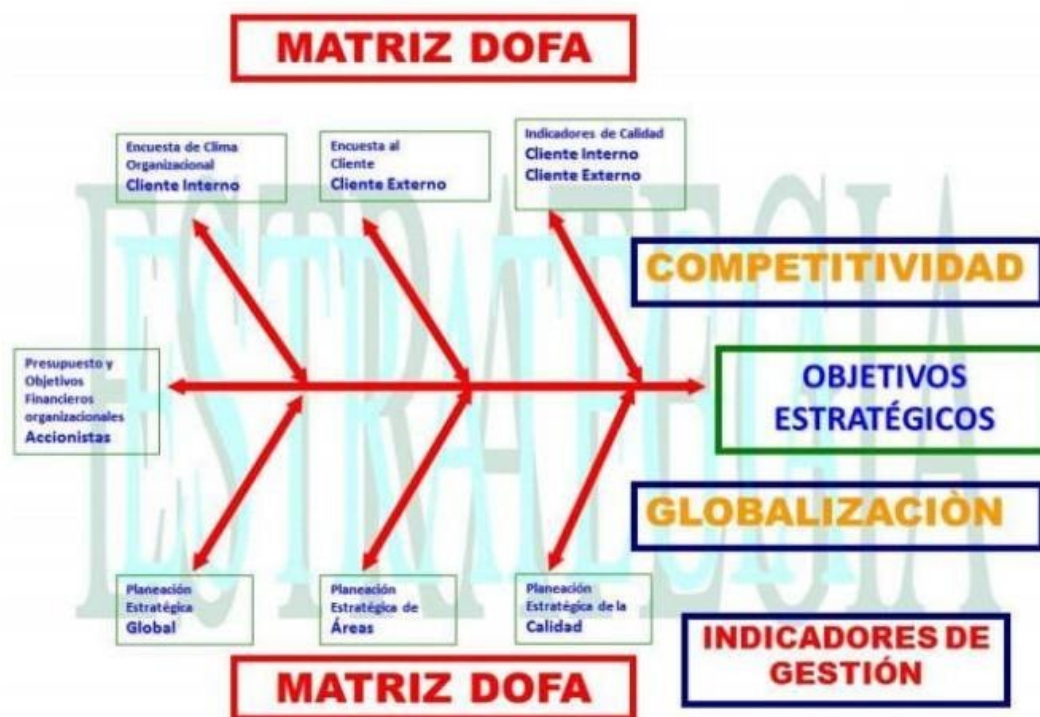 MATRIZ DOFA
Encuesta de Clima
Organizacional
Cliente Interno
Encuesta al
Cliente
Cliente Externo
Indicadores de Calidad
Cliente Interno
Cliente Externo
ESTRATEGIA
ESTRATEGIA
COMPETITIVIDAD
Presupuesto y
Objetivos
Financieros
organizacionales
Accionistas
OBJETIVOS
ESTRATÉGICOS
GLOBALIZACIÒN
Planeación
Estratégica
Global
Planeación
Estratégica de
Áreas
Planeación
Estratégica de la
Calidad
INDICADORES DE
GESTIÓN
MATRIZ DOFA